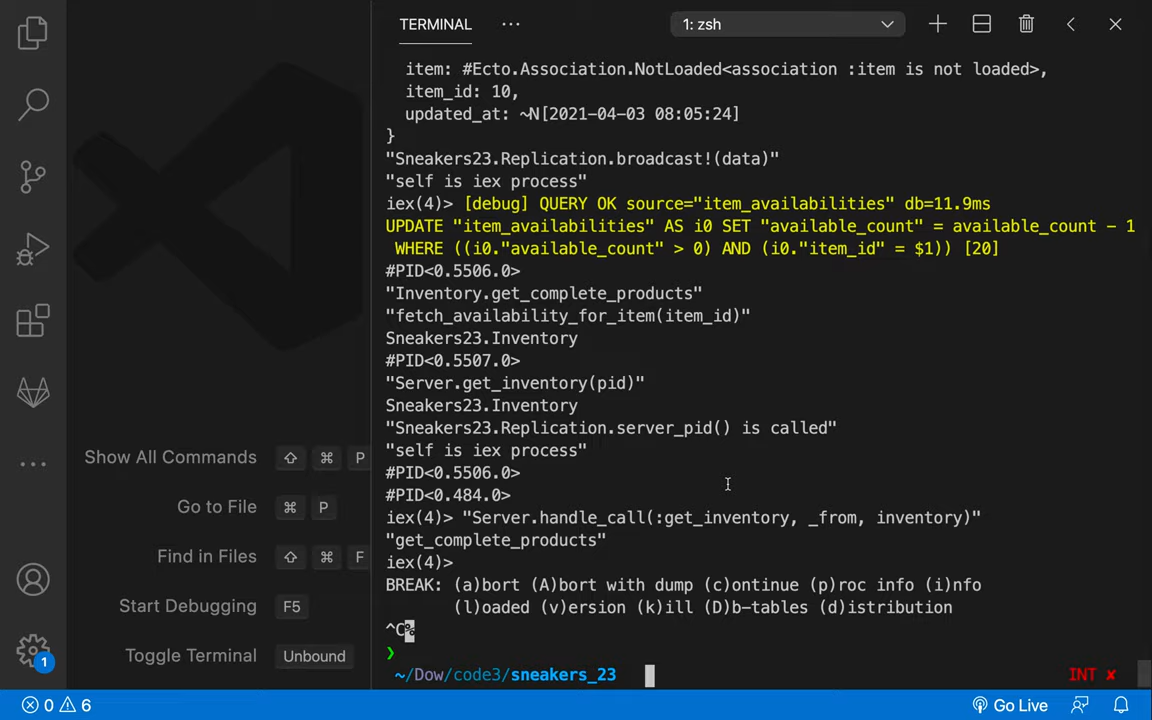 TERMINAL ··· 1: zsh
item: #Ecto.Association.NotLoaded<association :item is not loaded>,
item_id: 10,
updated_at: ~N[2021-04-03 08:05:24]
}
"Sneakers23.Replication.broadcast!(data)"
"self is iex process"
iex(4)> [debug] QUERY OK source="item_availabilities" db=11.9ms
UPDATE "item_availabilities" AS i0 SET "available_count" = available_count - 1
WHERE ((i0."available_count" > 0) AND (i0."item_id" = $1)) [20]
#PID<0.5506.0>
"Inventory.get_complete_products"
"fetch_availability_for_item(item_id)"
Sneakers23.Inventory
#PID<0.5507.0>
"Server.get_inventory(pid)"
Sneakers23.Inventory
"Sneakers23.Replication.server_pid() is called"
"self is iex process"
#PID<0.5506.0>
#PID<0.484.0>
iex(4)> "Server.handle_call(:get_inventory, _from, inventory)"
"get_complete_products"
iex(4)>
BREAK: (a)bort (A)bort with dump (c)ontinue (p)roc info (i)nfo
(l)oaded (v)ersion (k)ill (D)b-tables (d)istribution
^C%
❯
~/Dow/code3/sneakers_23 INT ✘
Show All Commands ⇧ ⌘ P
Go to File ⌘ P
Find in Files ⇧ ⌘ F
Start Debugging F5
Toggle Terminal Unbound
1
0 6 Go Live